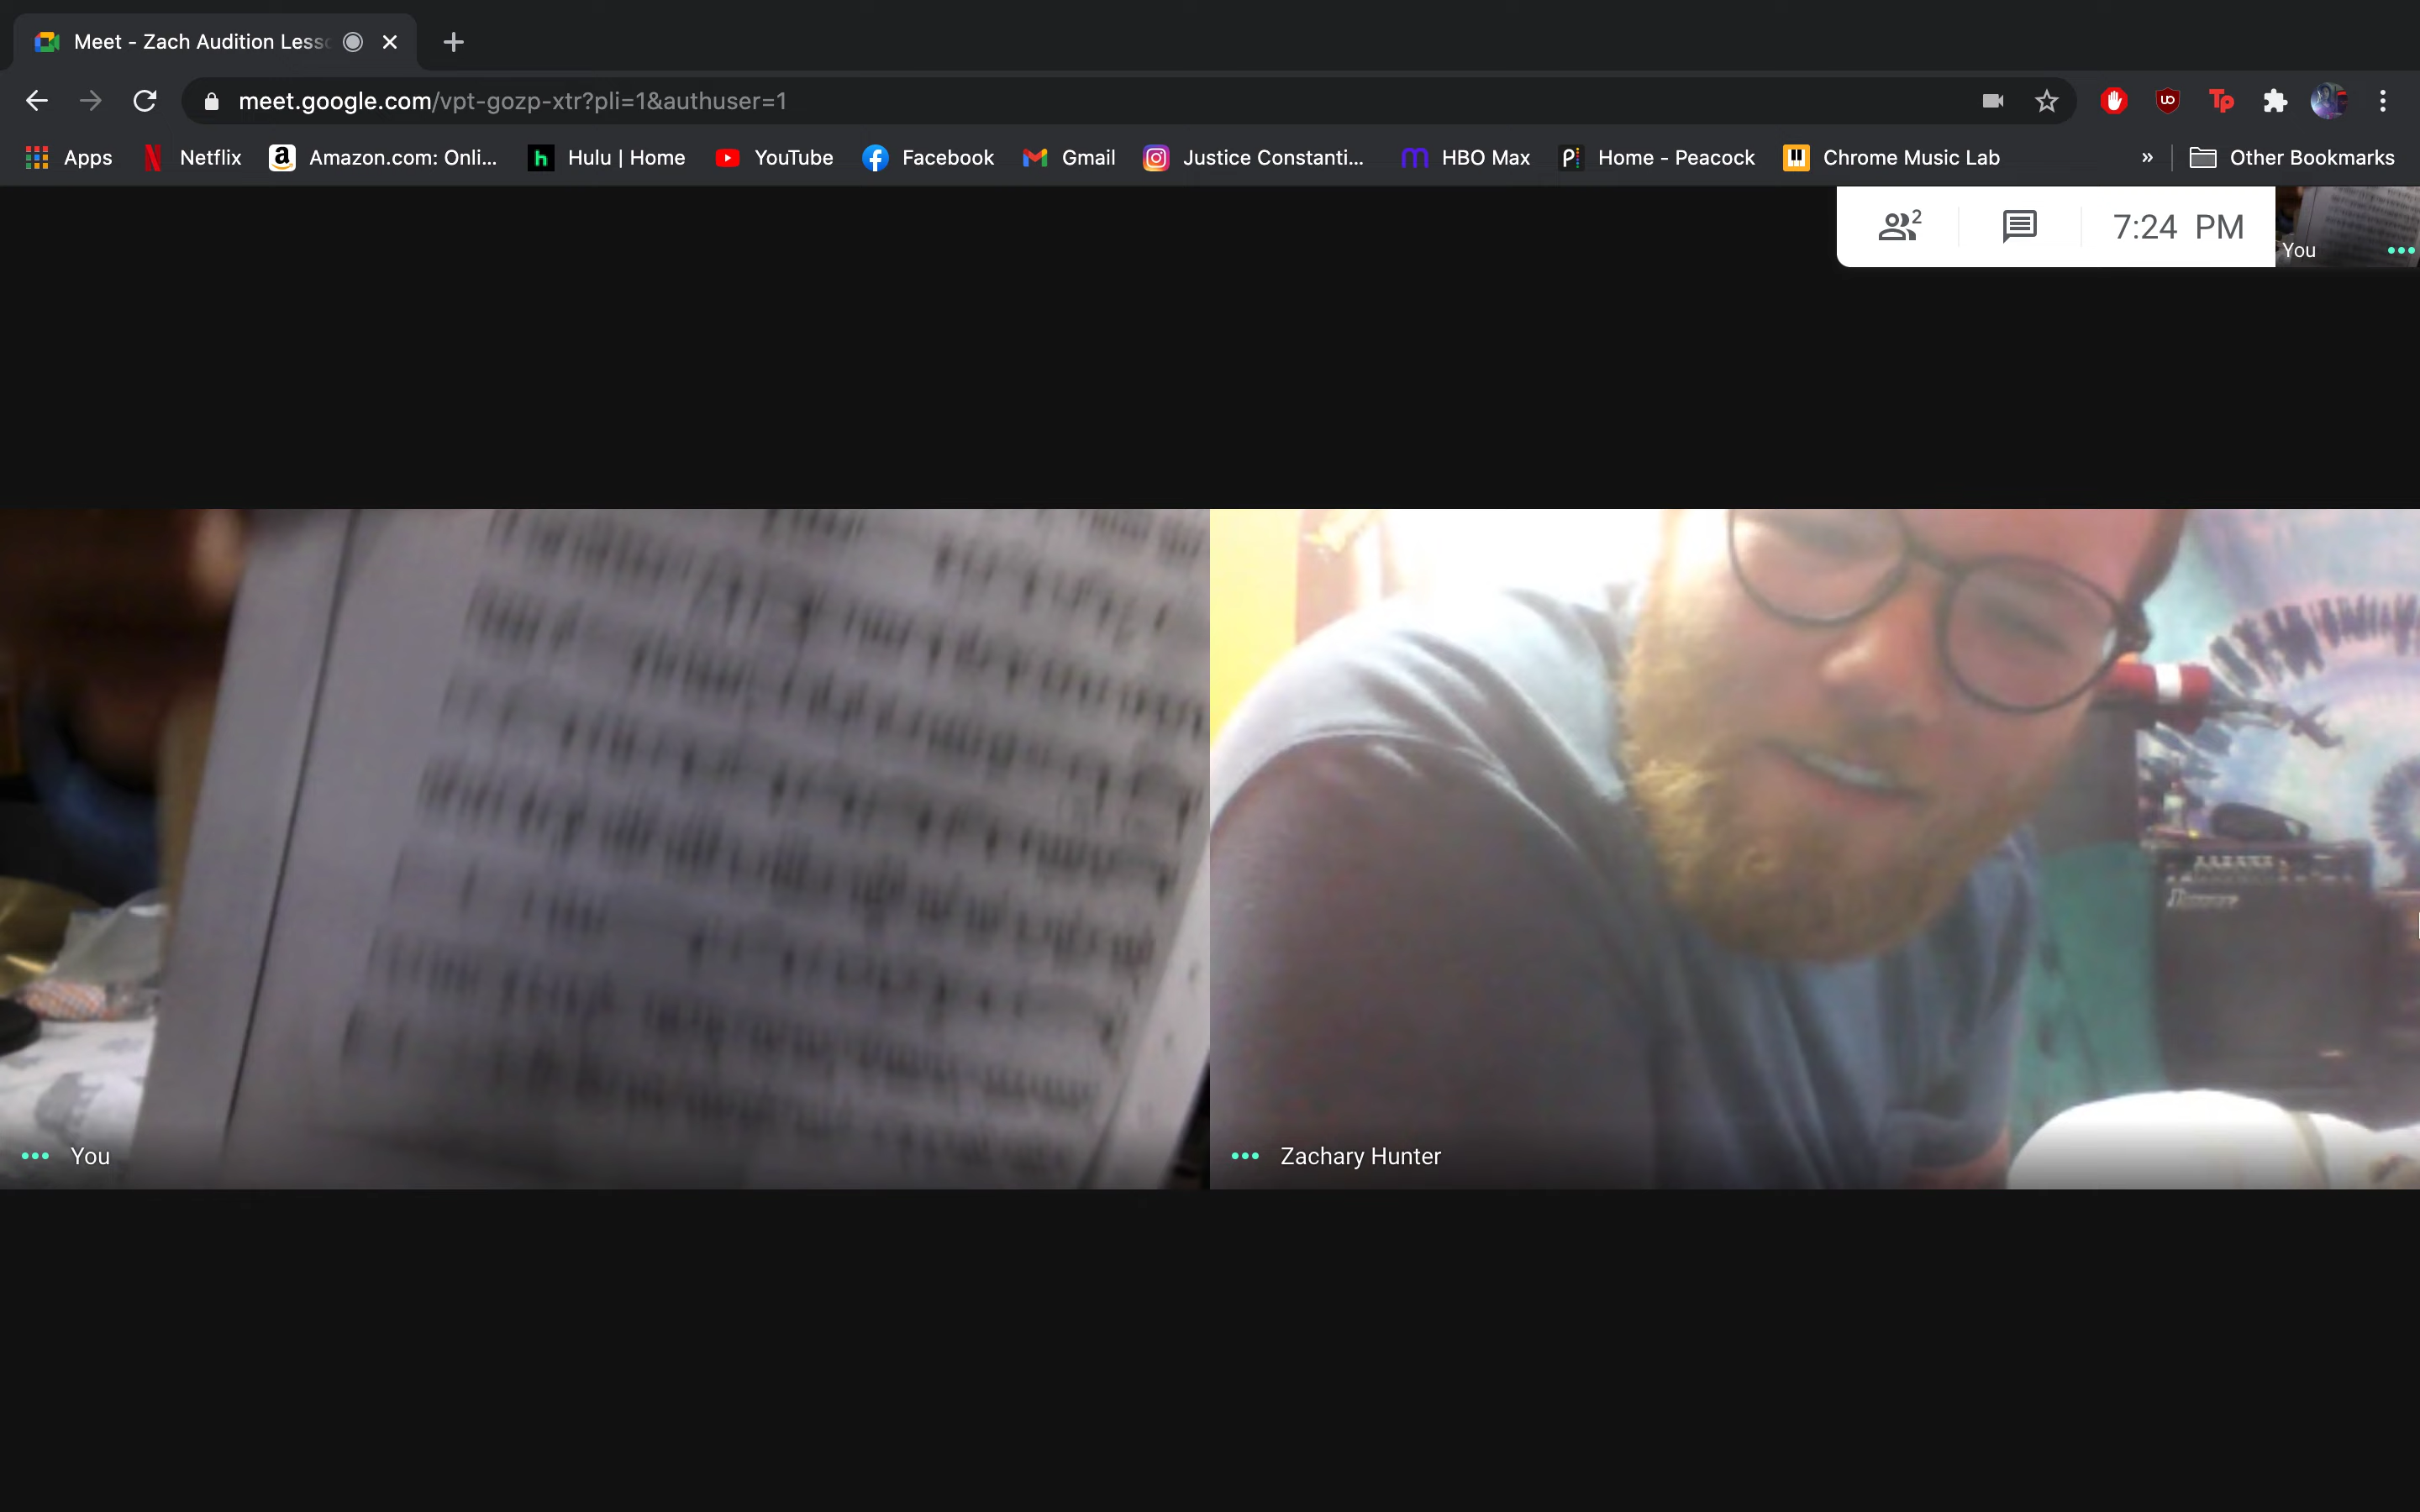 Meet - Zach Audition Less
meet.google.com/vpt-gozp-xtr?pli=1&authuser=1
Apps Netflix Amazon.com: Onli... Hulu | Home YouTube Facebook Gmail Justice Constanti... HBO Max Home - Peacock Chrome Music Lab » Other Bookmarks
2 7:24 PM You
You Zachary Hunter